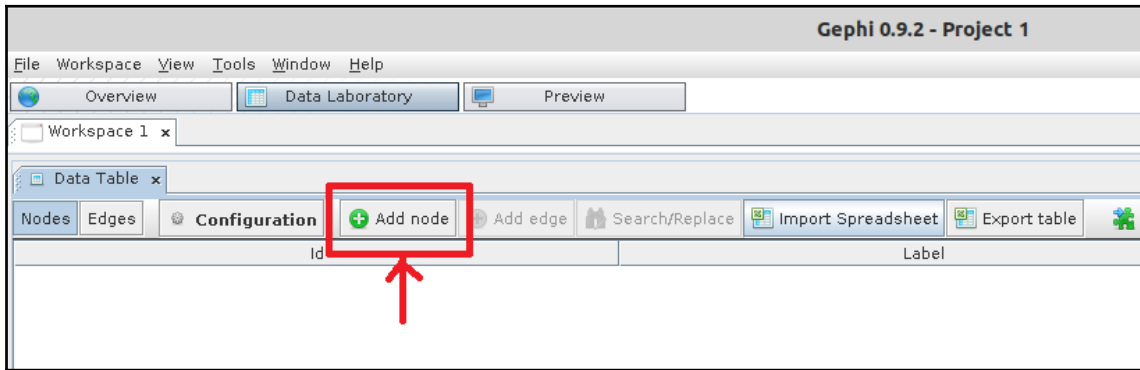 Gephi 0.9.2 - Project 1
File Workspace View Tools Window Help
Overview Data Laboratory Preview
Workspace 1 x
Data Table x
Nodes Edges Configuration Add node Add edge Search/Replace Import Spreadsheet Export table
Id Label